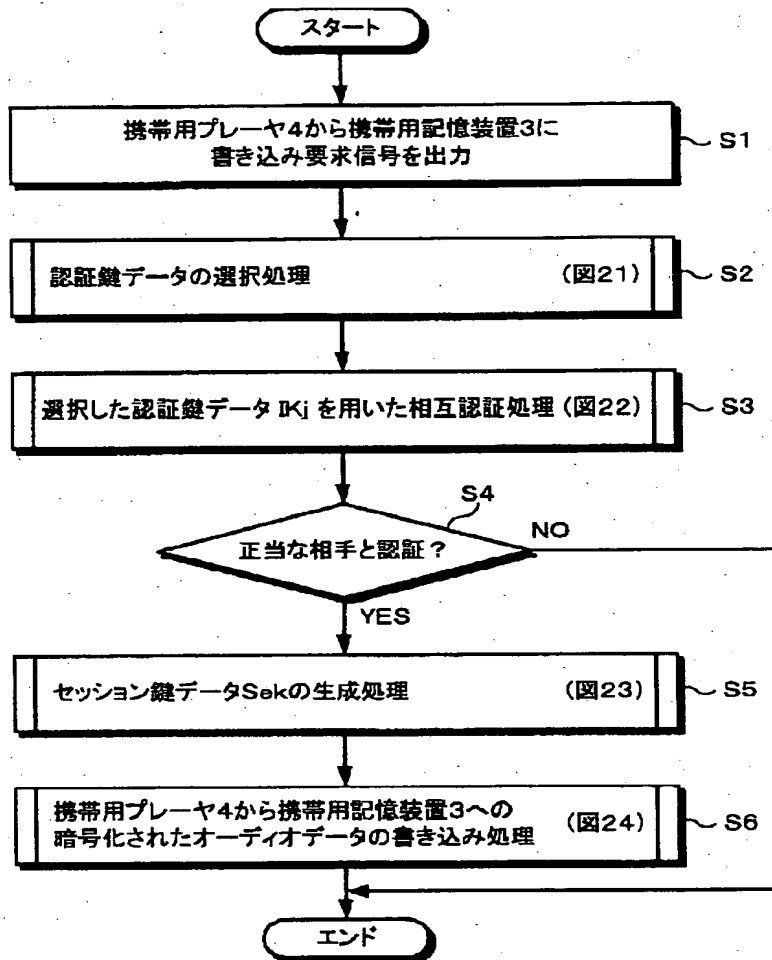 スタート
携帯用プレーヤ4から携帯用記憶装置3に
書き込み要求信号を出力
S1
認証鍵データの選択処理 (図21)
S2
選択した認証鍵データ IKj を用いた相互認証処理 (図22)
S3
S4
正当な相手と認証?
NO
YES
セッション鍵データSekの生成処理 (図23)
S5
携帯用プレーヤ4から携帯用記憶装置3への
暗号化されたオーディオデータの書き込み処理
(図24)
S6
エンド